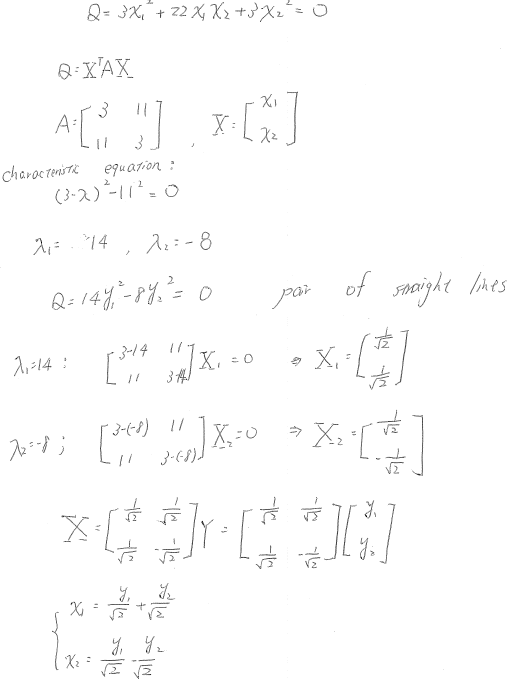 Q = 3x₁² + 22x₁x₂ + 3x₂² = 0
Q = XᵀAX
A = [3 11; 11 3] , X = [x₁; x₂]
characteristic equation :
(3-λ)² - 11² = 0
λ₁ = 14 , λ₂ = -8
Q = 14y₁² - 8y₂² = 0 pair of straight lines
λ₁=14 : [3-14 11; 11 3-14] X₁ = 0 ⇒ X₁ = [1/√2; 1/√2]
λ₂=-8 ; [3-(-8) 11; 11 3-(-8)] X₂ = 0 ⇒ X₂ = [1/√2; -1/√2]
X = [1/√2 1/√2; 1/√2 -1/√2] Y = [1/√2 1/√2; 1/√2 -1/√2] [y₁; y₂]
{ x₁ = y₁/√2 + y₂/√2
x₂ = y₁/√2 - y₂/√2